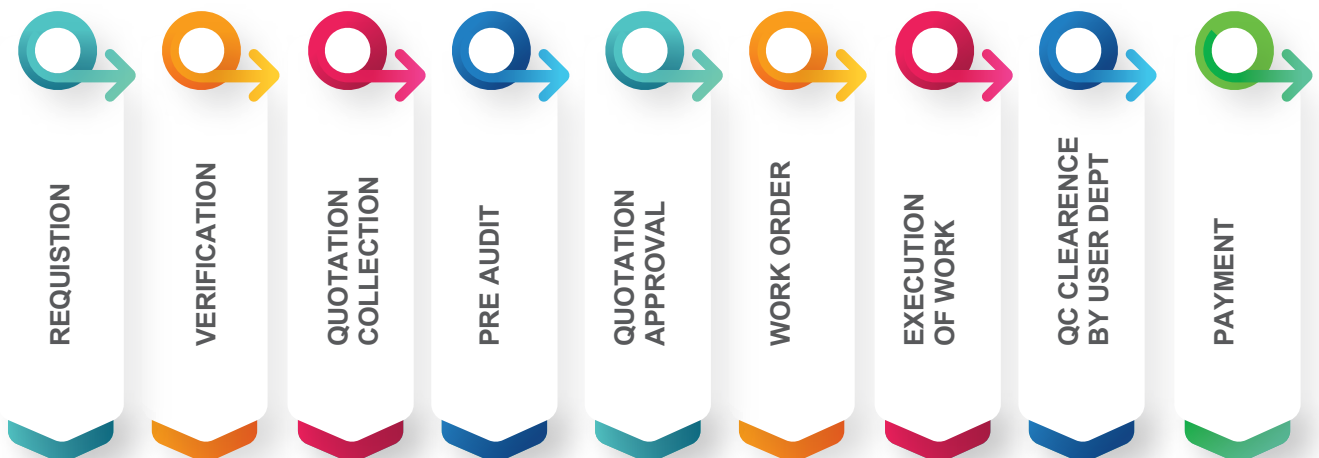 REQUISTION
VERIFICATION
QUOTATION
COLLECTION
PRE AUDIT
QUOTATION
APPROVAL
WORK ORDER
EXECUTION
OF WORK
QC CLEARENCE
BY USER DEPT
PAYMENT